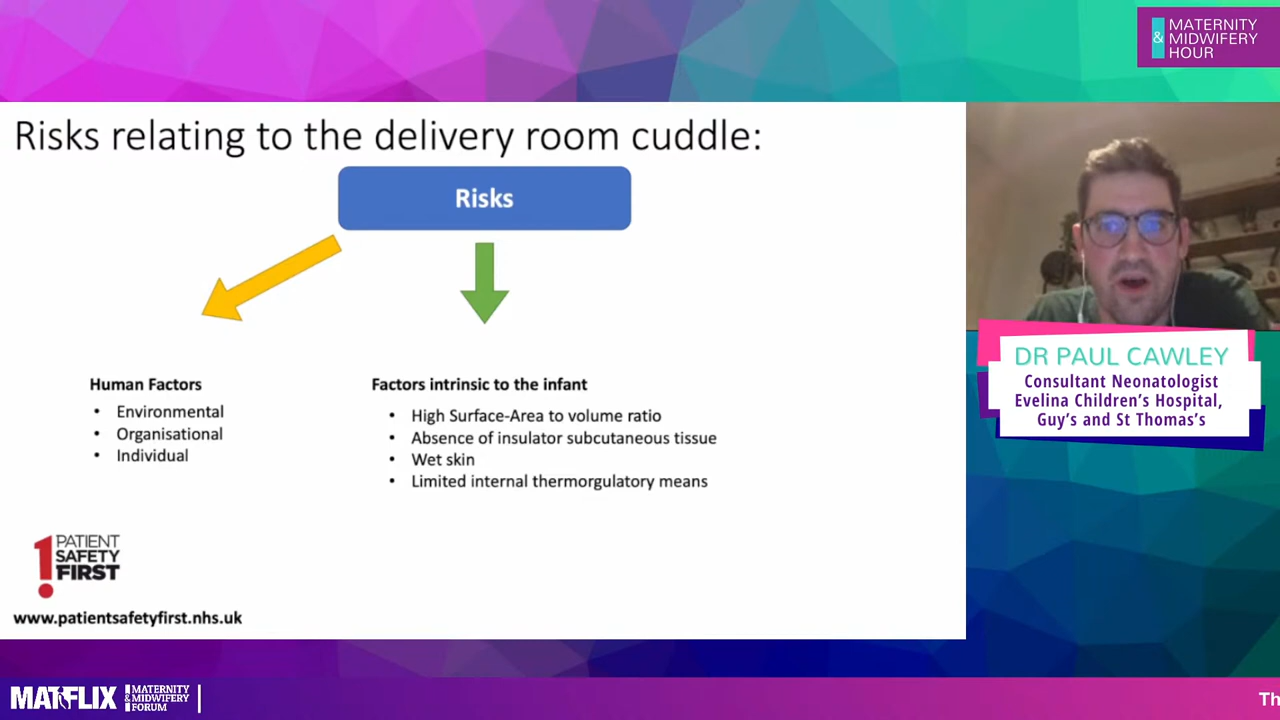 &
MATERNITY
MIDWIFERY
HOUR
Risks relating to the delivery room cuddle:
Risks
Human Factors
• Environmental
• Organisational
• Individual
Factors intrinsic to the infant
• High Surface-Area to volume ratio
• Absence of insulator subcutaneous tissue
• Wet skin
• Limited internal thermorgulatory means
! PATIENT
SAFETY
FIRST
www.patientsafetyfirst.nhs.uk
DR PAUL CAWLEY
Consultant Neonatologist
Evelina Children's Hospital,
Guy's and St Thomas's
MATFLIX
MATERNITY
& MIDWIFERY
FORUM
Th